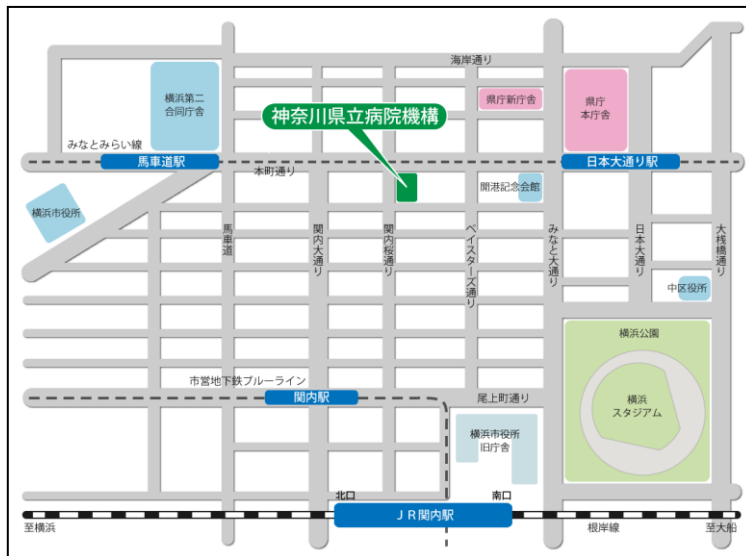 海岸通り
横浜第二
合同庁舎
県庁新庁舎
県庁
本庁舎
神奈川県立病院機構
みなとみらい線
馬車道駅
日本大通り駅
本町通り
開港記念会館
横浜市役所
馬車道
関内大通り
関内桜通り
ベイスターズ通り
みなと大通り
日本大通り
大桟橋通り
中区役所
横浜公園
市営地下鉄ブルーライン
関内駅
尾上町通り
横浜
スタジアム
横浜市役所
旧庁舎
北口
南口
ＪＲ関内駅
至横浜
根岸線
至大船